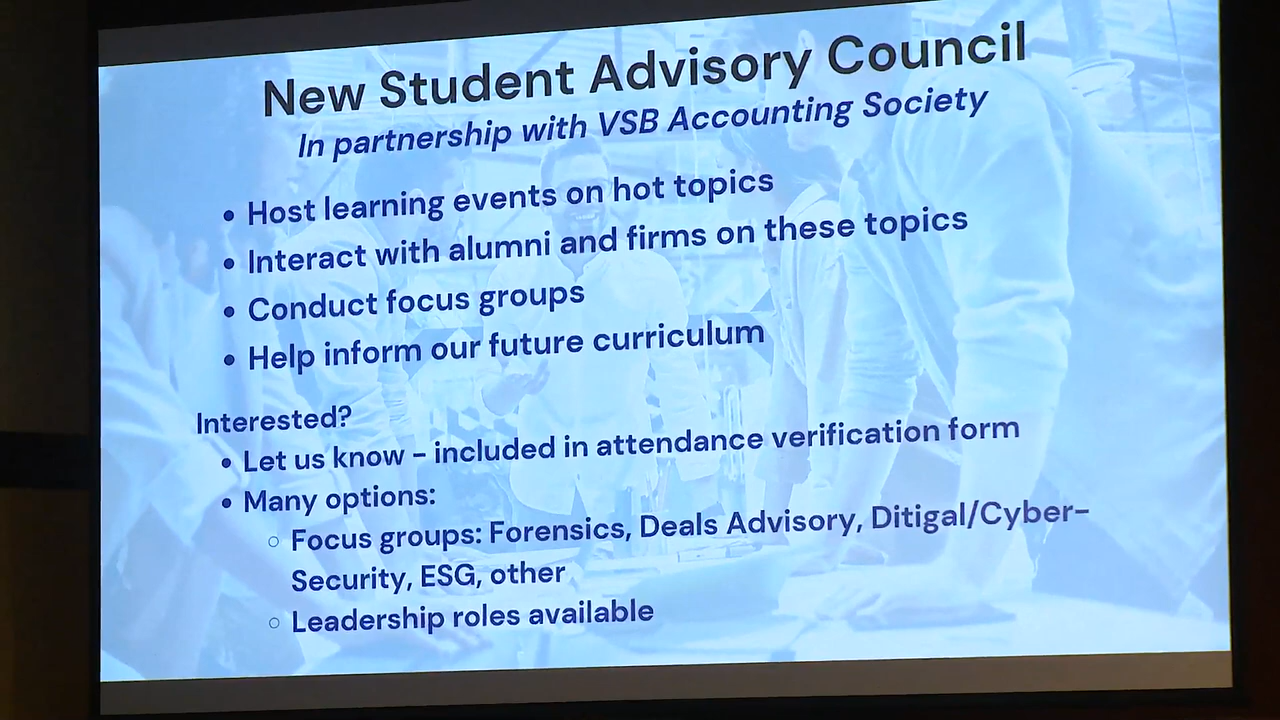 New Student Advisory Council
In partnership with VSB Accounting Society
• Host learning events on hot topics
• Interact with alumni and firms on these topics
• Conduct focus groups
• Help inform our future curriculum
Interested?
• Let us know – included in attendance verification form
• Many options:
○ Focus groups: Forensics, Deals Advisory, Ditigal/Cyber–
Security, ESG, other
○ Leadership roles available